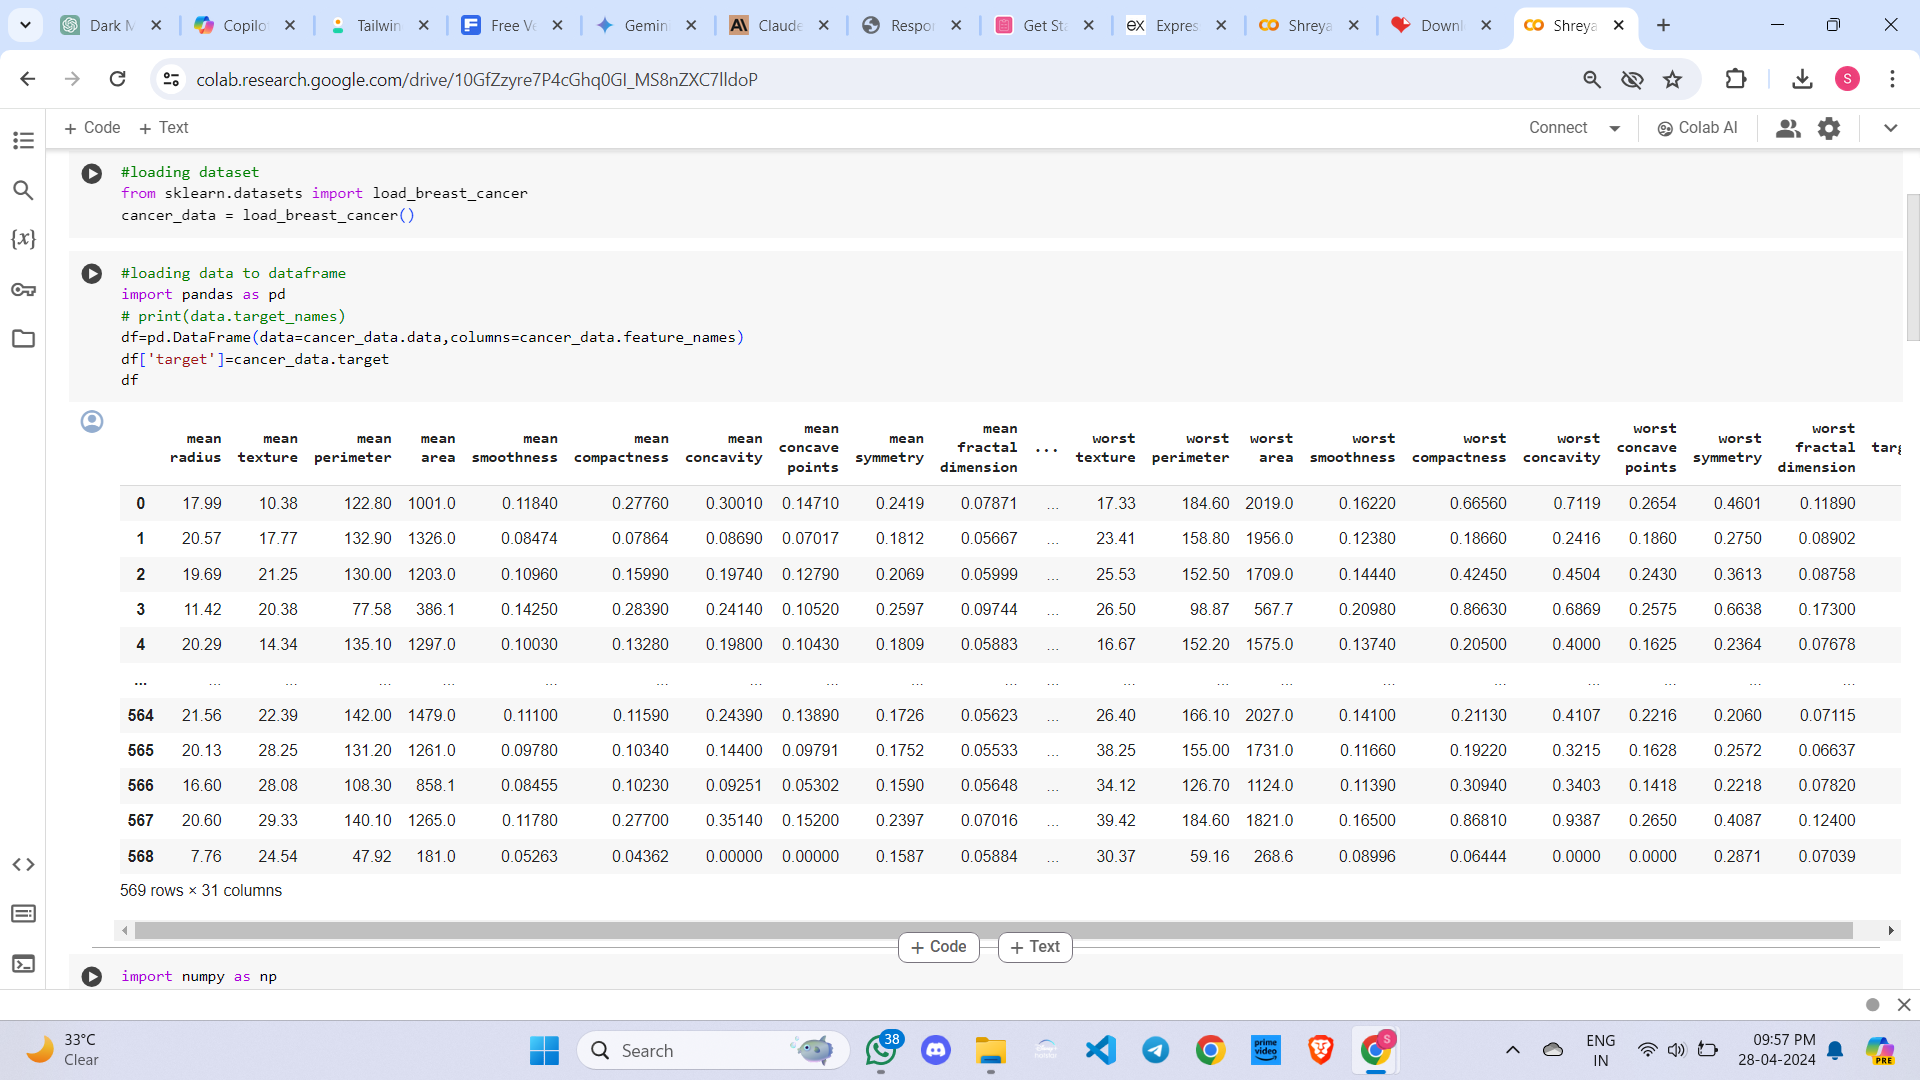 Dark M
Copilo
Tailwin
Free Ve
Gemin
Claude
Respor
Get Sta
Expres
Shreya
Downl
Shreya
colab.research.google.com/drive/10GfZzyre7P4cGhq0GI_MS8nZXC7lldoP
S
+ Code + Text
Connect
Colab AI
#loading dataset
from sklearn.datasets import load_breast_cancer
cancer_data = load_breast_cancer()
#loading data to dataframe
import pandas as pd
# print(data.target_names)
df=pd.DataFrame(data=cancer_data.data,columns=cancer_data.feature_names)
df['target']=cancer_data.target
df
mean radius mean texture mean perimeter mean area mean smoothness mean compactness mean concavity mean concave points mean symmetry mean fractal dimension ... worst texture worst perimeter worst area worst smoothness worst compactness worst concavity worst concave points worst symmetry worst fractal dimension targ
0 17.99 10.38 122.80 1001.0 0.11840 0.27760 0.30010 0.14710 0.2419 0.07871 ... 17.33 184.60 2019.0 0.16220 0.66560 0.7119 0.2654 0.4601 0.11890
1 20.57 17.77 132.90 1326.0 0.08474 0.07864 0.08690 0.07017 0.1812 0.05667 ... 23.41 158.80 1956.0 0.12380 0.18660 0.2416 0.1860 0.2750 0.08902
2 19.69 21.25 130.00 1203.0 0.10960 0.15990 0.19740 0.12790 0.2069 0.05999 ... 25.53 152.50 1709.0 0.14440 0.42450 0.4504 0.2430 0.3613 0.08758
3 11.42 20.38 77.58 386.1 0.14250 0.28390 0.24140 0.10520 0.2597 0.09744 ... 26.50 98.87 567.7 0.20980 0.86630 0.6869 0.2575 0.6638 0.17300
4 20.29 14.34 135.10 1297.0 0.10030 0.13280 0.19800 0.10430 0.1809 0.05883 ... 16.67 152.20 1575.0 0.13740 0.20500 0.4000 0.1625 0.2364 0.07678
... ... ... ... ... ... ... ... ... ... ... ... ... ... ... ... ... ... ... ... ...
564 21.56 22.39 142.00 1479.0 0.11100 0.11590 0.24390 0.13890 0.1726 0.05623 ... 26.40 166.10 2027.0 0.14100 0.21130 0.4107 0.2216 0.2060 0.07115
565 20.13 28.25 131.20 1261.0 0.09780 0.10340 0.14400 0.09791 0.1752 0.05533 ... 38.25 155.00 1731.0 0.11660 0.19220 0.3215 0.1628 0.2572 0.06637
566 16.60 28.08 108.30 858.1 0.08455 0.10230 0.09251 0.05302 0.1590 0.05648 ... 34.12 126.70 1124.0 0.11390 0.30940 0.3403 0.1418 0.2218 0.07820
567 20.60 29.33 140.10 1265.0 0.11780 0.27700 0.35140 0.15200 0.2397 0.07016 ... 39.42 184.60 1821.0 0.16500 0.86810 0.9387 0.2650 0.4087 0.12400
568 7.76 24.54 47.92 181.0 0.05263 0.04362 0.00000 0.00000 0.1587 0.05884 ... 30.37 59.16 268.6 0.08996 0.06444 0.0000 0.0000 0.2871 0.07039
569 rows × 31 columns
+ Code + Text
import numpy as np
33°C
Clear
Search
38
prime video
S
ENG
IN
09:57 PM
28-04-2024
PRE